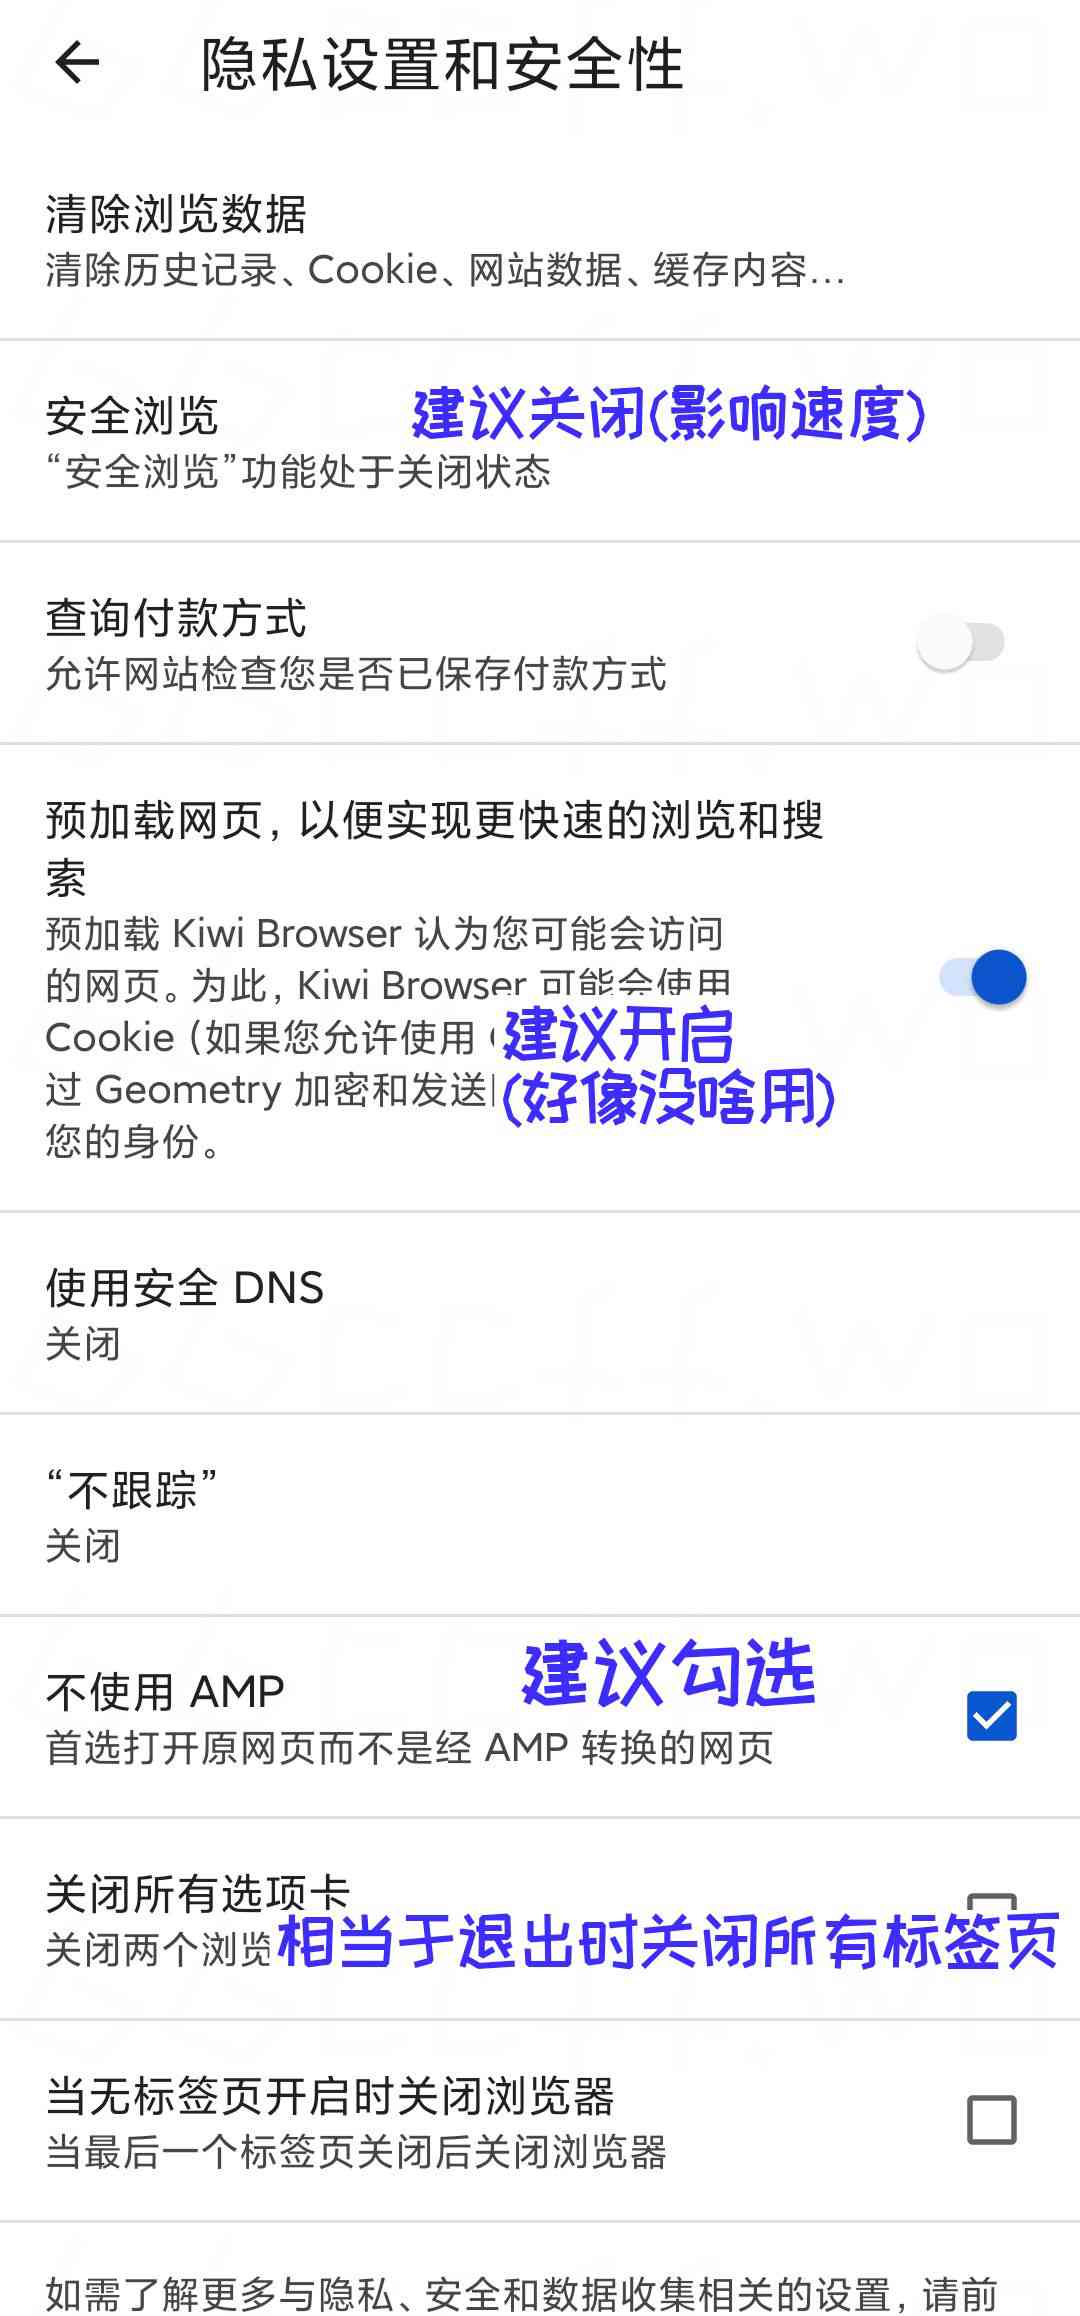 隐私设置和安全性
清除浏览数据
清除历史记录、Cookie、网站数据、缓存内容…
安全浏览
建议关闭(影响速度)
“安全浏览”功能处于关闭状态
查询付款方式
允许网站检查您是否已保存付款方式
预加载网页，以便实现更快速的浏览和搜
索
预加载 Kiwi Browser 认为您可能会访问
的网页。为此，Kiwi Browser 可能会使用
Cookie（如果您允许使用
建议开启
过 Geometry 加密和发送
(好像没啥用)
您的身份。
使用安全 DNS
关闭
“不跟踪”
关闭
不使用 AMP
建议勾选
首选打开原网页而不是经 AMP 转换的网页
关闭所有选项卡
关闭两个浏览
相当于退出时关闭所有标签页
当无标签页开启时关闭浏览器
当最后一个标签页关闭后关闭浏览器
如需了解更多与隐私、安全和数据收集相关的设置，请前